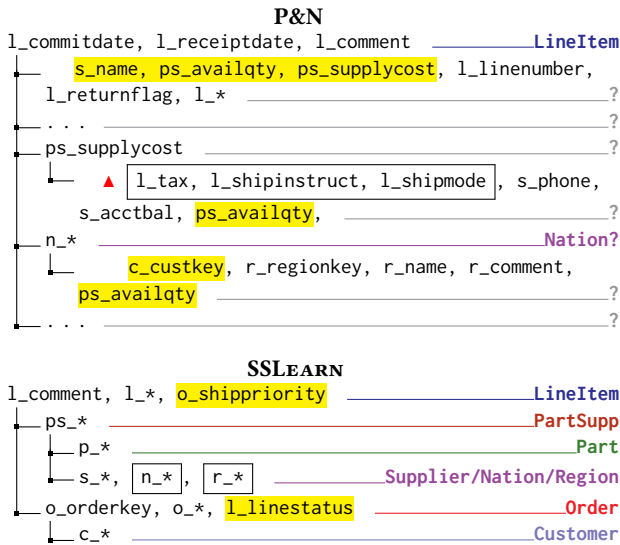 P&N
l_commitdate, l_receiptdate, l_comment LineItem
s_name, ps_availqty, ps_supplycost, l_linenumber,
l_returnflag, l_* ?
... ?
ps_supplycost ?
▲ l_tax, l_shipinstruct, l_shipmode, s_phone,
s_acctbal, ps_availqty, ?
n_* Nation?
c_custkey, r_regionkey, r_name, r_comment,
ps_availqty ?
... ?
SSLEARN
l_comment, l_*, o_shippriority LineItem
ps_* PartSupp
p_* Part
s_*, n_*, r_* Supplier/Nation/Region
o_orderkey, o_*, l_linestatus Order
c_* Customer